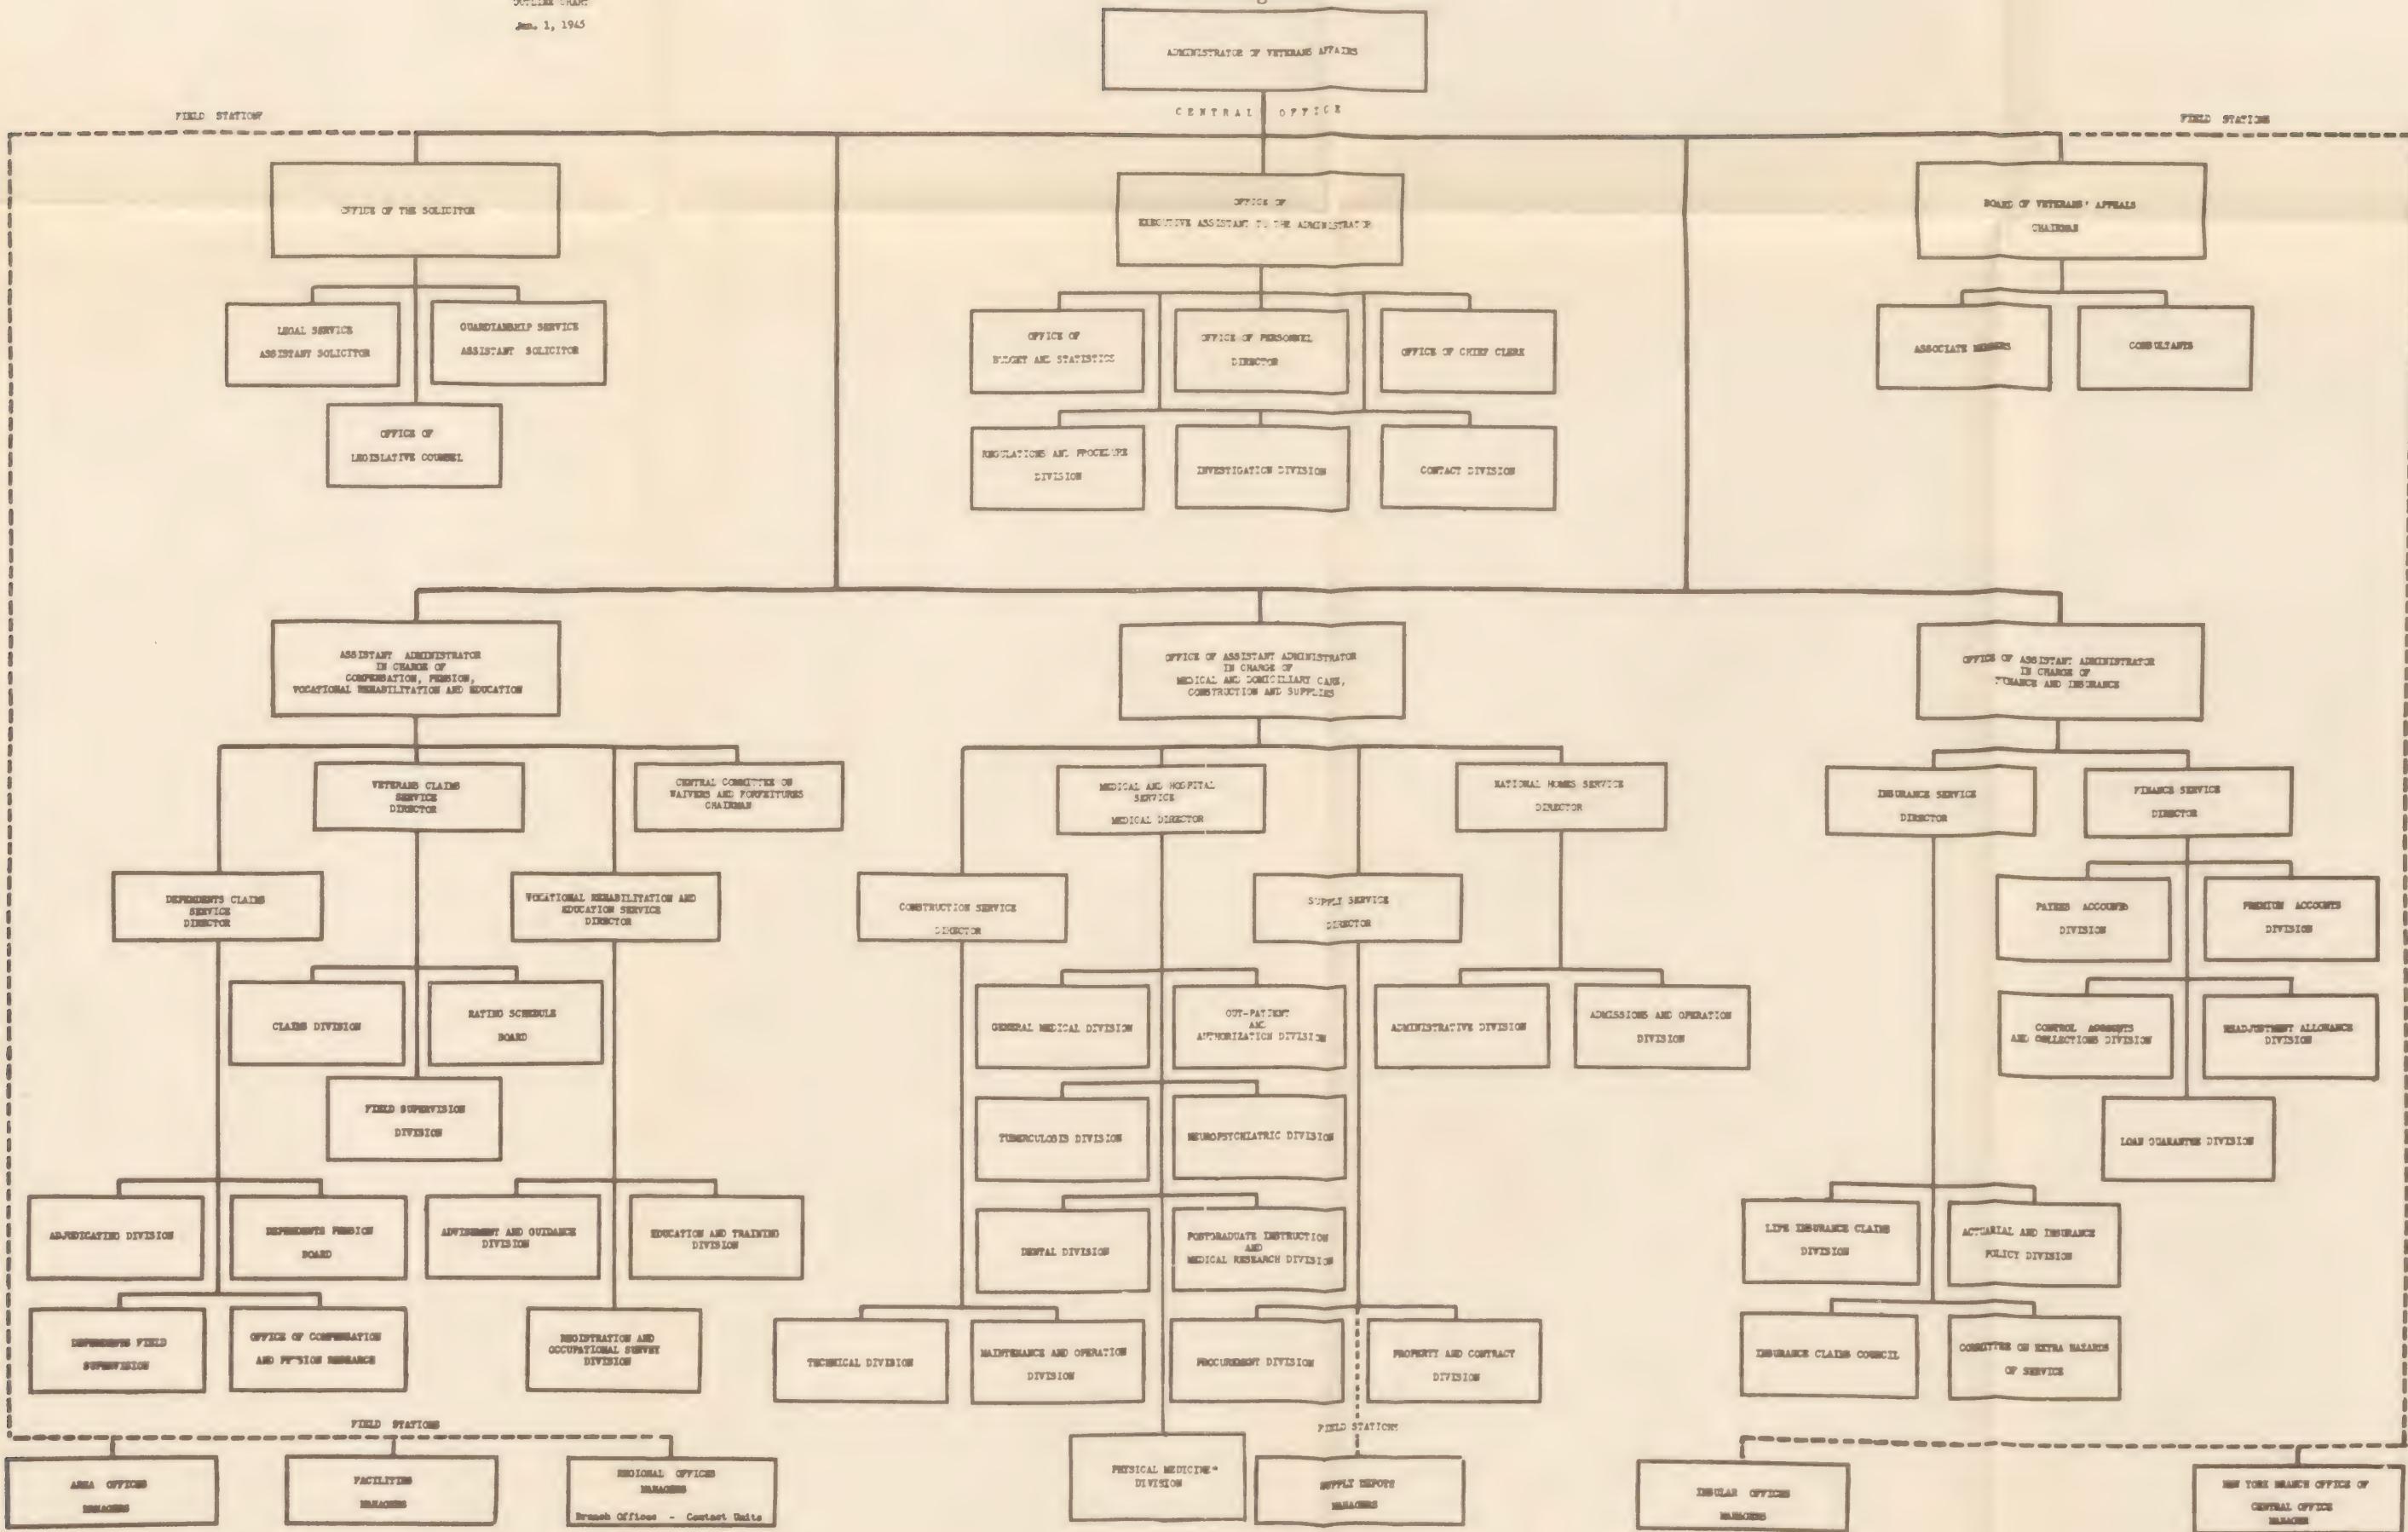 OUTLINE CHART
Jan. 1, 1945
ADMINISTRATOR OF VETERANS AFFAIRS
CENTRAL OFFICE
FIELD STATIONS
FIELD STATIONS
OFFICE OF THE SOLICITOR
OFFICE OF
EXECUTIVE ASSISTANT TO THE ADMINISTRATOR
BOARD OF VETERANS' APPEALS
CHAIRMAN
LEGAL SERVICE
ASSISTANT SOLICITOR
GUARDIANSHIP SERVICE
ASSISTANT SOLICITOR
OFFICE OF
LEGISLATIVE COUNSEL
OFFICE OF
BUDGET AND STATISTICS
OFFICE OF PERSONNEL
DIRECTOR
OFFICE OF CHIEF CLERK
REGULATIONS AND PROCEDURE
DIVISION
INVESTIGATION DIVISION
CONTACT DIVISION
ASSOCIATE MEMBERS
CONSULTANTS
ASSISTANT ADMINISTRATOR
IN CHARGE OF
COMPENSATION, PENSION,
VOCATIONAL REHABILITATION AND EDUCATION
OFFICE OF ASSISTANT ADMINISTRATOR
IN CHARGE OF
MEDICAL AND DOMICILIARY CARE,
CONSTRUCTION AND SUPPLIES
OFFICE OF ASSISTANT ADMINISTRATOR
IN CHARGE OF
FINANCE AND INSURANCE
VETERANS CLAIMS
SERVICE
DIRECTOR
CENTRAL COMMITTEE ON
WAIVERS AND FORFEITURES
CHAIRMAN
DEPENDENTS CLAIMS
SERVICE
DIRECTOR
VOCATIONAL REHABILITATION AND
EDUCATION SERVICE
DIRECTOR
CLAIMS DIVISION
RATING SCHEDULE
BOARD
FIELD SUPERVISION
DIVISION
ADJUDICATING DIVISION
DEPENDENTS PENSION
BOARD
ADVISEMENT AND GUIDANCE
DIVISION
EDUCATION AND TRAINING
DIVISION
DEPENDENTS FIELD
SUPERVISION
OFFICE OF COMPENSATION
AND PENSION RESEARCH
REGISTRATION AND
OCCUPATIONAL SURVEY
DIVISION
MEDICAL AND HOSPITAL
SERVICE
MEDICAL DIRECTOR
NATIONAL HOMES SERVICE
DIRECTOR
CONSTRUCTION SERVICE
DIRECTOR
SUPPLY SERVICE
DIRECTOR
GENERAL MEDICAL DIVISION
OUT-PATIENT
AND
AUTHORIZATION DIVISION
ADMINISTRATIVE DIVISION
ADMISSIONS AND OPERATION
DIVISION
TUBERCULOSIS DIVISION
NEUROPSYCHIATRIC DIVISION
DENTAL DIVISION
POSTGRADUATE INSTRUCTION
AND
MEDICAL RESEARCH DIVISION
TECHNICAL DIVISION
MAINTENANCE AND OPERATION
DIVISION
PROCUREMENT DIVISION
PROPERTY AND CONTRACT
DIVISION
INSURANCE SERVICE
DIRECTOR
FINANCE SERVICE
DIRECTOR
PAYEES ACCOUNTS
DIVISION
PREMIUM ACCOUNTS
DIVISION
CONTROL ACCOUNTS
AND COLLECTIONS DIVISION
READJUSTMENT ALLOWANCE
DIVISION
LOAN GUARANTEE DIVISION
LIFE INSURANCE CLAIMS
DIVISION
ACTUARIAL AND INSURANCE
POLICY DIVISION
INSURANCE CLAIMS COUNCIL
COMMITTEE ON EXTRA HAZARDS
OF SERVICE
FIELD STATIONS
AREA OFFICES
MANAGERS
FACILITIES
MANAGERS
REGIONAL OFFICES
MANAGERS
Branch Offices - Contact Units
PHYSICAL MEDICINE
DIVISION
FIELD STATIONS
SUPPLY DEPOTS
MANAGERS
INSULAR OFFICES
MANAGERS
NEW YORK BRANCH OFFICE OF
CENTRAL OFFICE
MANAGER